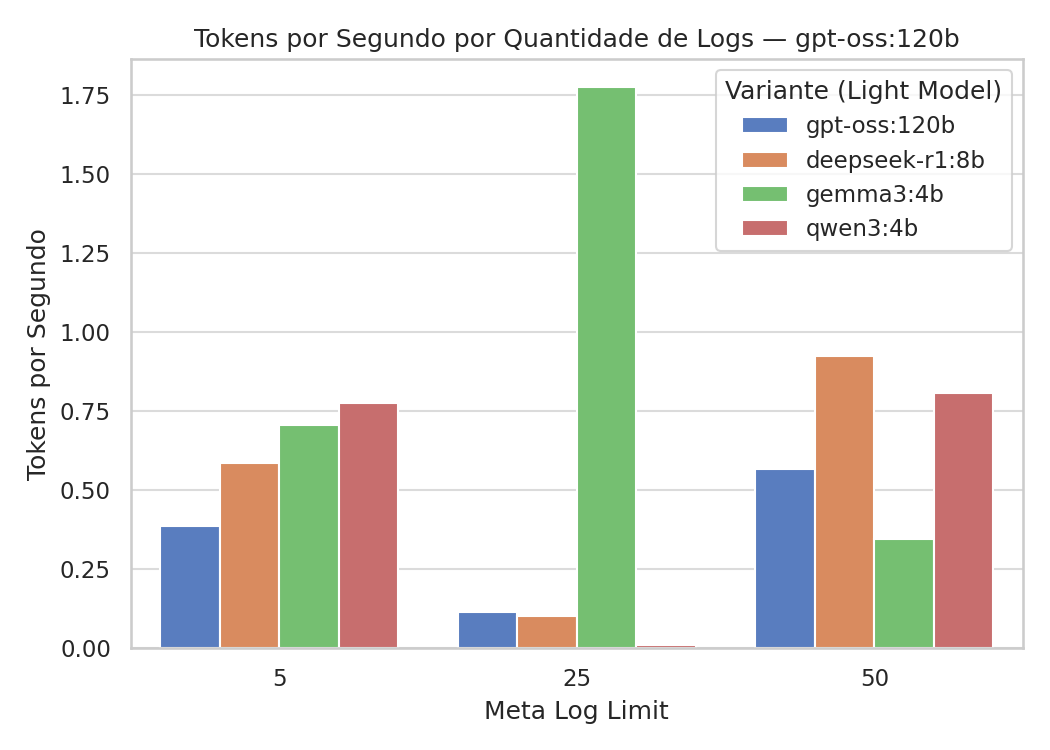 Tokens por Segundo por Quantidade de Logs — gpt-oss:120b
Tokens por Segundo
1.75
1.50
1.25
1.00
0.75
0.50
0.25
0.00
Variante (Light Model)
gpt-oss:120b
deepseek-r1:8b
gemma3:4b
qwen3:4b
5
25
50
Meta Log Limit